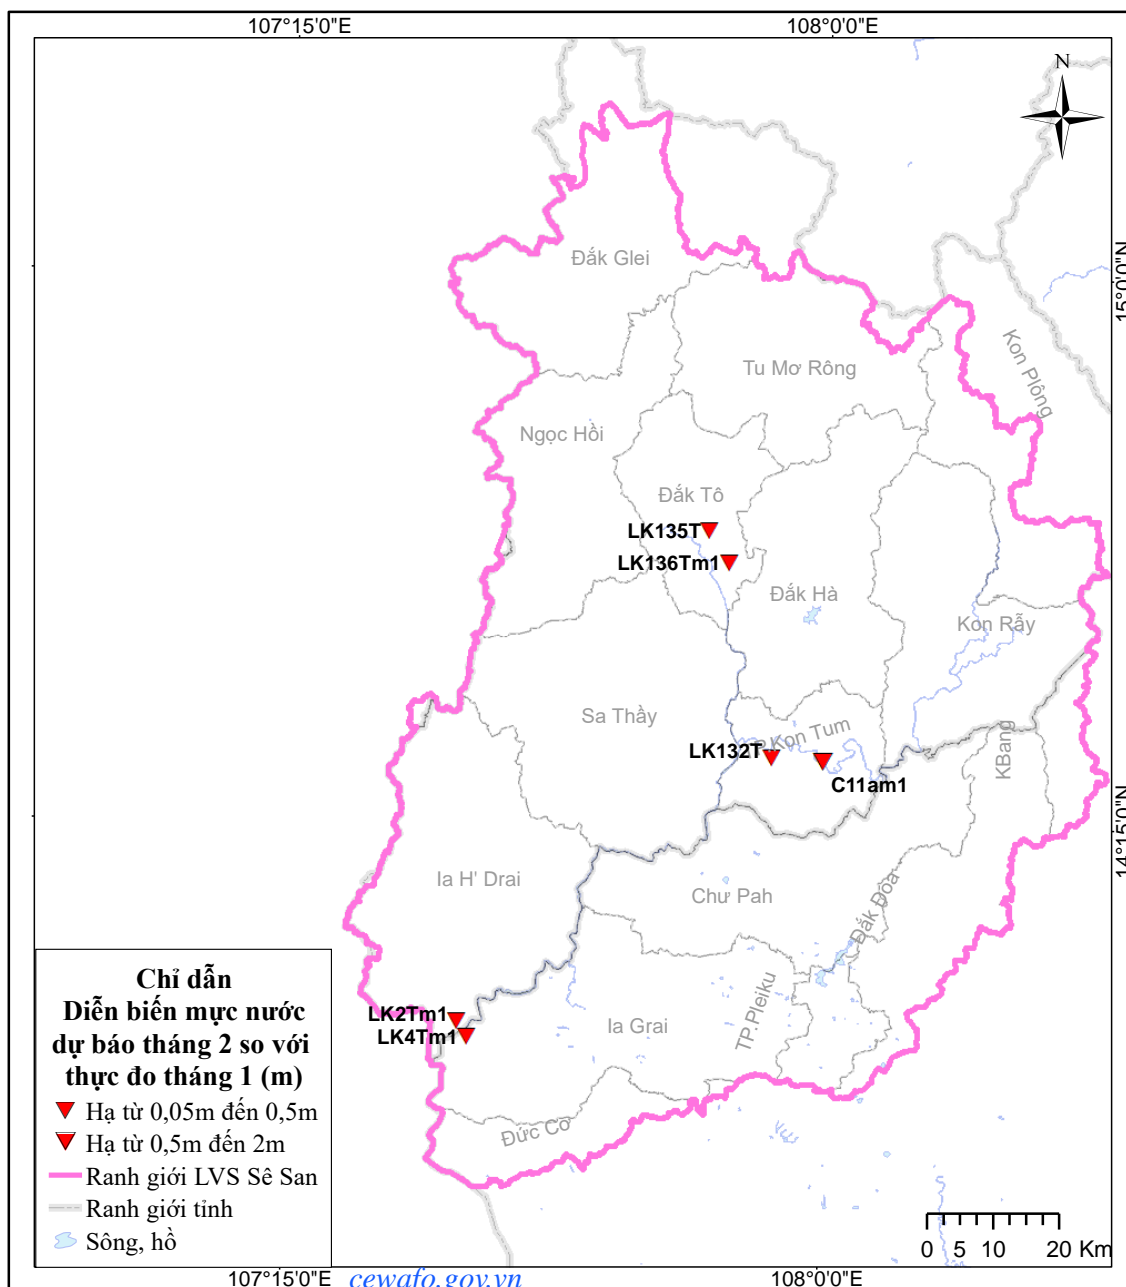 107°15'0"E
108°0'0"E
N
15°0'0"N
Đắk Glei
Kon Plông
Tu Mơ Rông
Ngọc Hồi
Đắk Tô
LK135T
LK136Tm1
Đắk Hà
Kon Rẫy
Sa Thầy
Kon Tum
LK132T
C11am1
KBang
14°15'0"N
Ia H' Drai
Chư Pah
Đắk Đoa
Chỉ dẫn
Diễn biến mực nước
dự báo tháng 2 so với
thực đo tháng 1 (m)
Hạ từ 0,05m đến 0,5m
Hạ từ 0,5m đến 2m
Ranh giới LVS Sê San
Ranh giới tỉnh
Sông, hồ
LK2Tm1
LK4Tm1
Ia Grai
TP.Pleiku
Đức Cơ
0 5 10 20 Km
107°15'0"E
cewafo.gov.vn
108°0'0"E